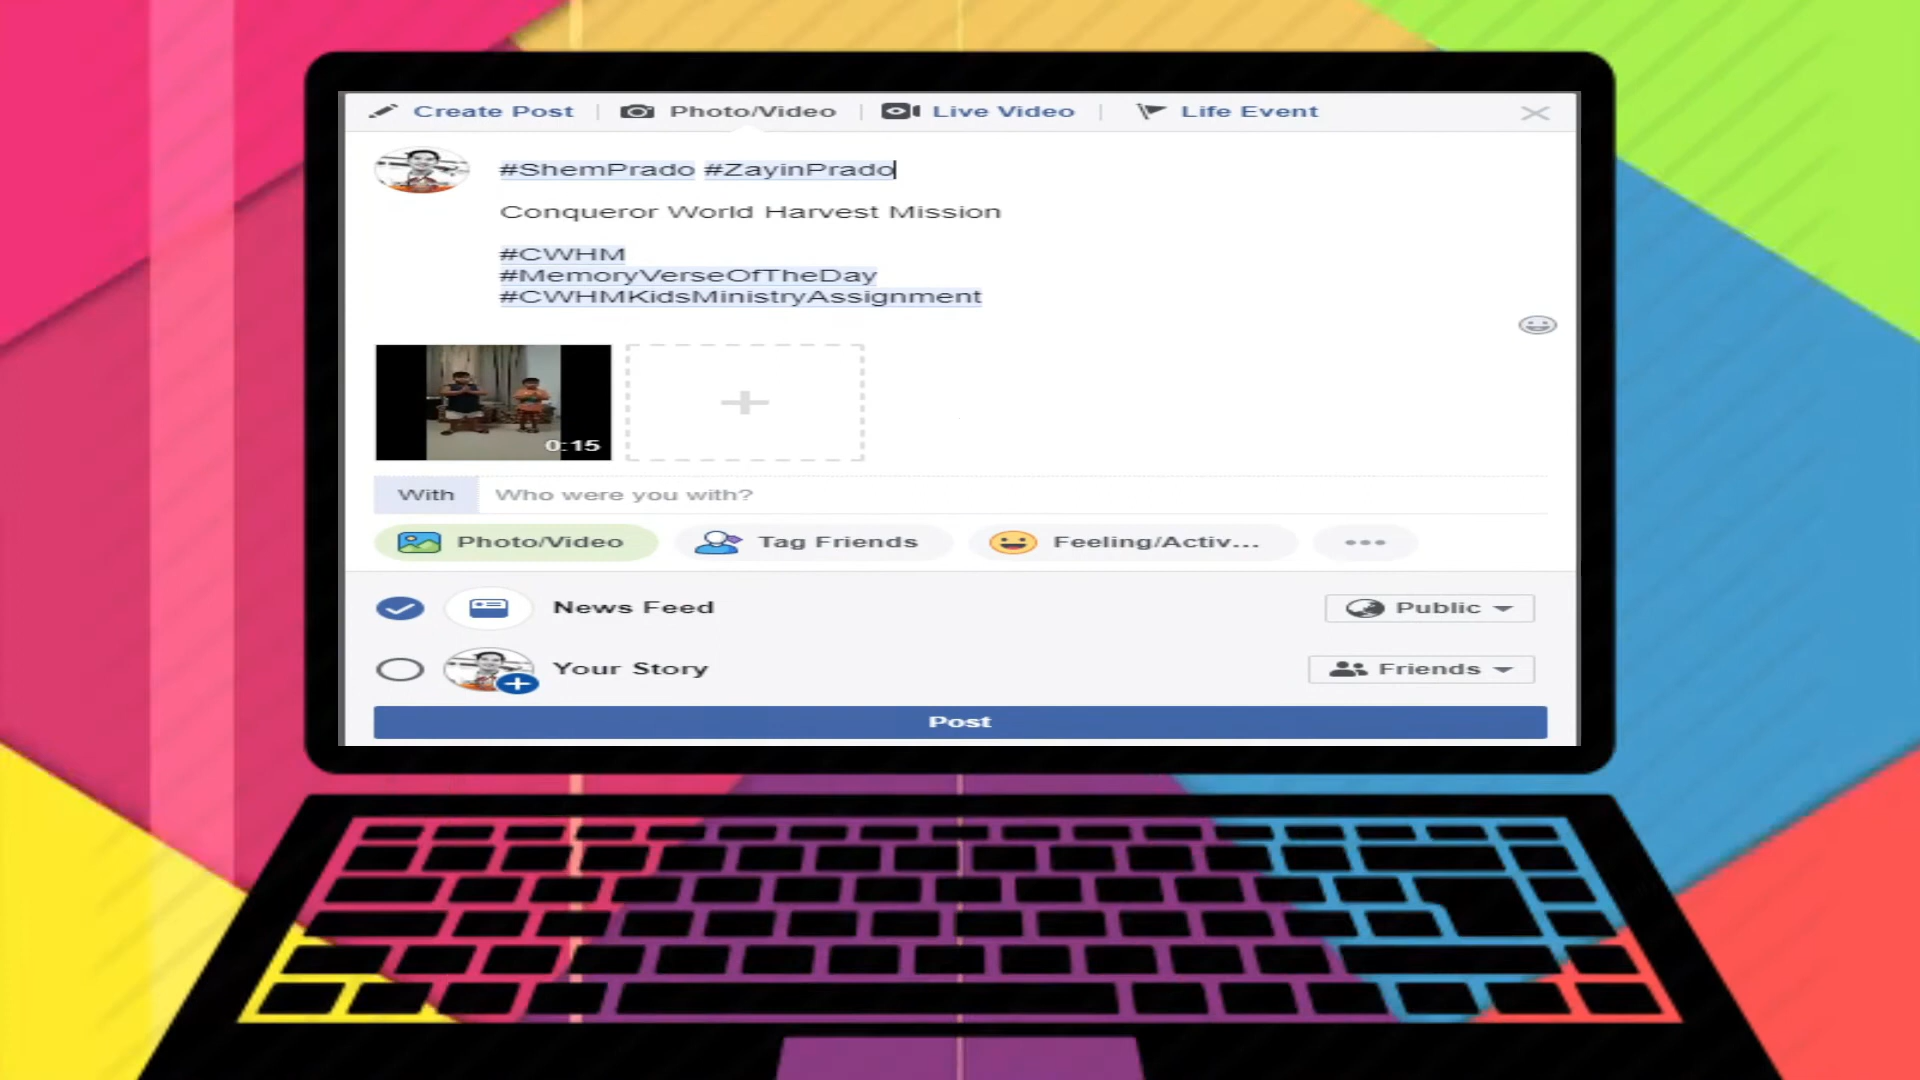 Create Post | Photo/Video | Live Video | Life Event
#ShemPrado #ZayinPrado
Conqueror World Harvest Mission
#CWHM
#MemoryVerseOfTheDay
#CWHMKidsMinistryAssignment
0:15
With Who were you with?
Photo/Video Tag Friends Feeling/Activ...
News Feed Public
Your Story Friends
Post